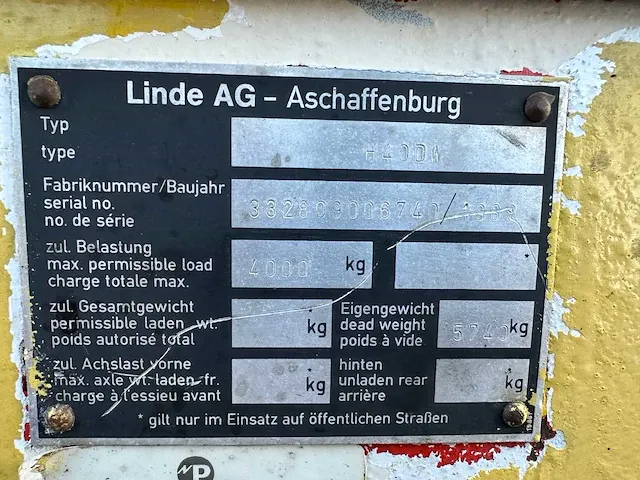 Linde AG – Aschaffenburg
Typ
type
H40DW
Fabriknummer/Baujahr
serial no.
no. de série
zul. Belastung
max. permissible load
charge totale max.
4000 kg
zul. Gesamtgewicht
permissible laden wt.
poids autorisé total
* kg
Eigengewicht
dead weight
poids à vide
5740 kg
zul. Achslast vorne
max. axle wt. laden fr.
charge à l'essieu avant
* kg
hinten
unladen rear
arrière
* kg
* gilt nur im Einsatz auf öffentlichen Straßen
N
P